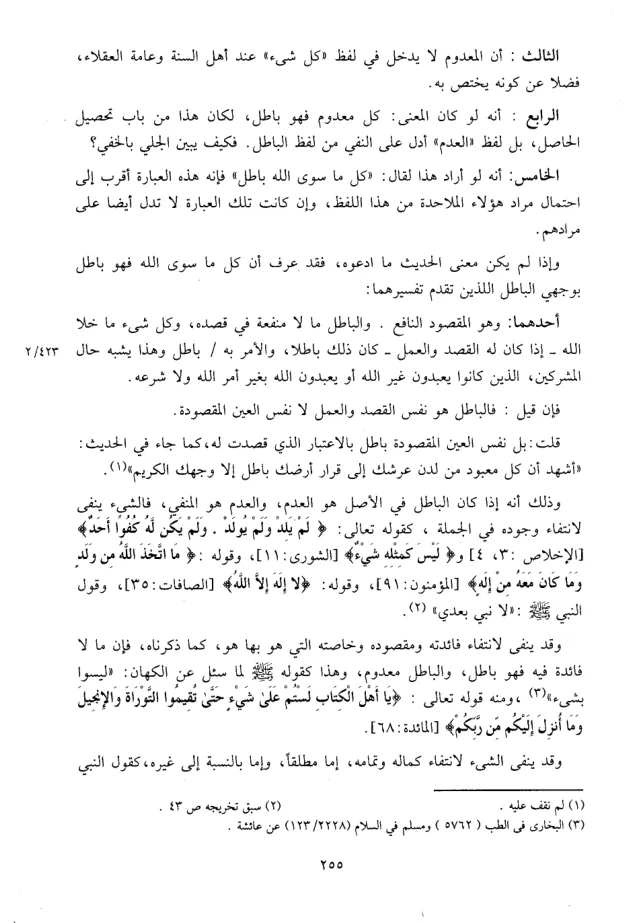 الثالث : أن المعدوم لا يدخل في لفظ «كل شيء» عند أهل السنة وعامة العقلاء،
فضلا عن كونه يختص به.
الرابع : أنه لو كان المعنى: كل معدوم فهو باطل، لكان هذا من باب تحصيل
الحاصل، بل لفظ «العدم» أدل على النفي من لفظ الباطل. فكيف يبين الجلي بالخفي؟
الخامس: أنه لو أراد هذا لقال: «كل ما سوى الله باطل» فإنه هذه العبارة أقرب إلى
احتمال مراد هؤلاء الملاحدة من هذا اللفظ، وإن كانت تلك العبارة لا تدل أيضا على
مرادهم.
وإذا لم يكن معنى الحديث ما ادعوه، فقد عرف أن كل ما سوى الله فهو باطل
بوجهي الباطل اللذين تقدم تفسيرهما:
أحدهما: وهو المقصود النافع . والباطل ما لا منفعة في قصده، وكل شيء ما خلا
الله ـ إذا كان له القصد والعمل ـ كان ذلك باطلا، والأمر به / باطل وهذا يشبه حال
٢/٤٢٣
المشركين، الذين كانوا يعبدون غير الله أو يعبدون الله بغير أمر الله ولا شرعه.
فإن قيل : فالباطل هو نفس القصد والعمل لا نفس العين المقصودة.
قلت: بل نفس العين المقصودة باطل بالاعتبار الذي قصدت له، كما جاء في الحديث:
«أشهد أن كل معبود من لدن عرشك إلى قرار أرضك باطل إلا وجهك الكريم»(١).
وذلك أنه إذا كان الباطل في الأصل هو العدم، والعدم هو المنفي، فالشيء ينفى
لانتفاء وجوده في الجملة ، كقوله تعالى: ﴿ لَمْ يَلِدْ وَلَمْ يُولَدْ . وَلَمْ يَكُن لَّهُ كُفُوًا أَحَدٌ﴾
[الإخلاص :٣، ٤] و﴿ لَيْسَ كَمِثْلِهِ شَيْءٌ﴾ [الشورى:١١]، وقوله :﴿ مَا اتَّخَذَ اللَّهُ مِن وَلَدٍ
وَمَا كَانَ مَعَهُ مِنْ إِلَهٍ﴾ [المؤمنون:٩١]، وقوله: ﴿لا إِلَهَ إِلاَّ اللَّهُ﴾ [الصافات:٣٥]، وقول
النبي ﷺ :«لا نبي بعدي» (٢).
وقد ينفى لانتفاء فائدته ومقصوده وخاصته التي هو بها هو، كما ذكرناه، فإن ما لا
فائدة فيه فهو باطل، والباطل معدوم، وهذا كقوله ﷺ لما سئل عن الكهان: «ليسوا
بشيء»(٣) ،ومنه قوله تعالى : ﴿يَا أَهْلَ الْكِتَابِ لَسْتُمْ عَلَىٰ شَيْءٍ حَتَّىٰ تُقِيمُوا التَّوْرَاةَ وَالإِنجِيلَ
وَمَا أُنزِلَ إِلَيْكُم مِّن رَّبِّكُمْ﴾ [المائدة:٦٨].
وقد ينفى الشيء لانتفاء كماله وتمامه، إما مطلقاً، وإما بالنسبة إلى غيره، كقول النبي
(١) لم نقف عليه .
(٢) سبق تخريجه ص ٤٣ .
(٣) البخارى فى الطب ( ٥٧٦٢ ) ومسلم في السلام (١٢٣/٢٢٢٨) عن عائشة .
٢٥٥